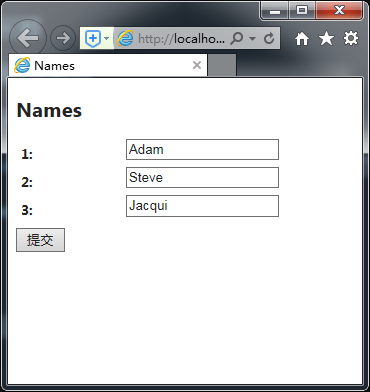 http://localho...
Names
Names
1: Adam
2: Steve
3: Jacqui
提交